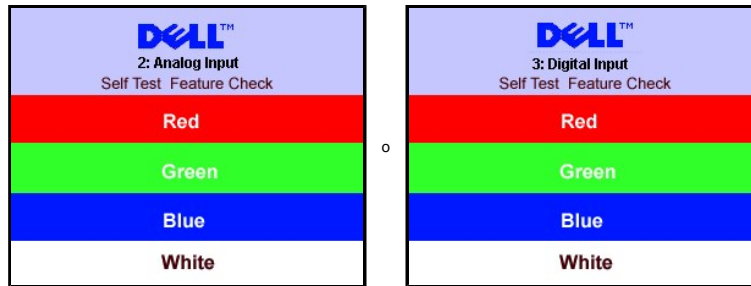 DELL™
2: Analog Input
Self Test Feature Check
Red
Green
Blue
White
o
DELL™
3: Digital Input
Self Test Feature Check
Red
Green
Blue
White